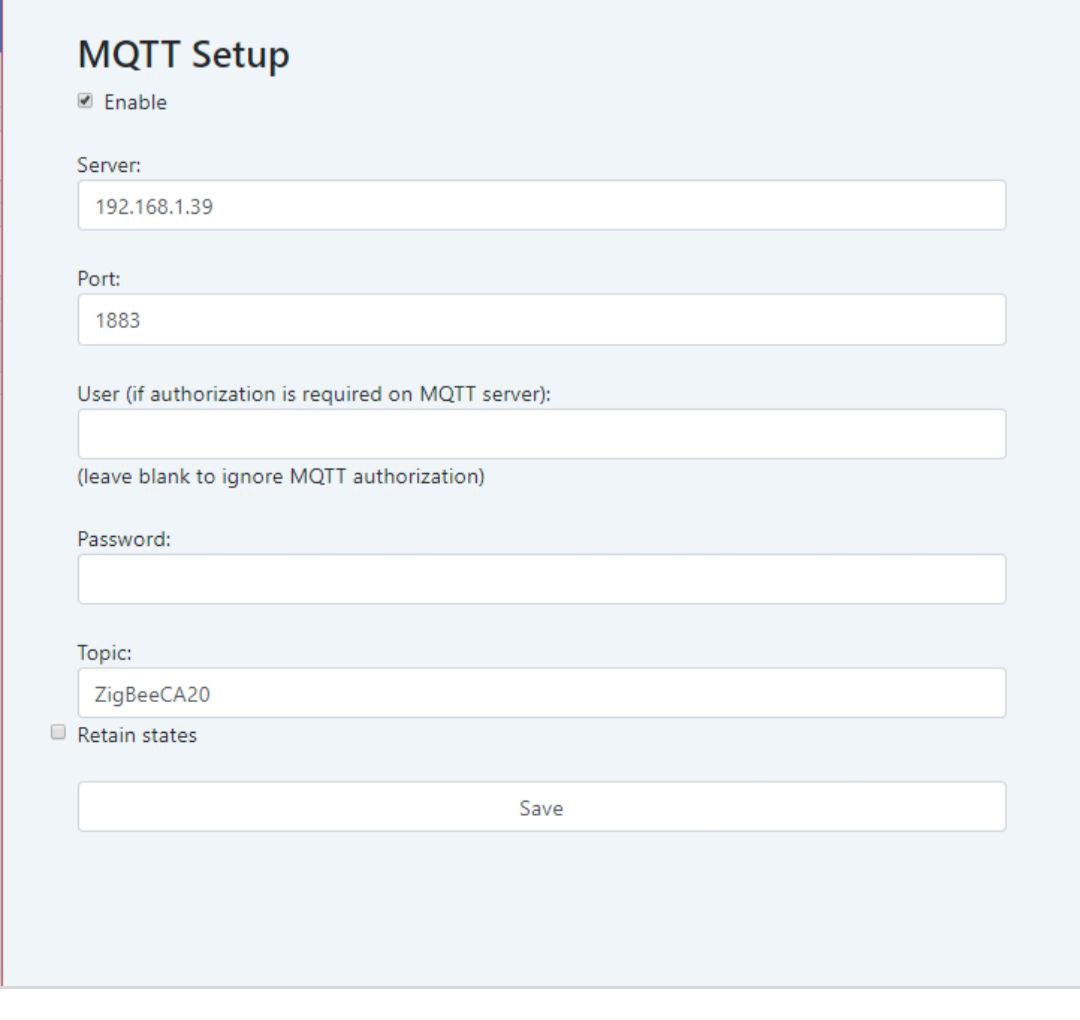 MQTT Setup
Enable
Server:
192.168.1.39
Port:
1883
User (if authorization is required on MQTT server):
(leave blank to ignore MQTT authorization)
Password:
Topic:
ZigBeeCA20
Retain states
Save